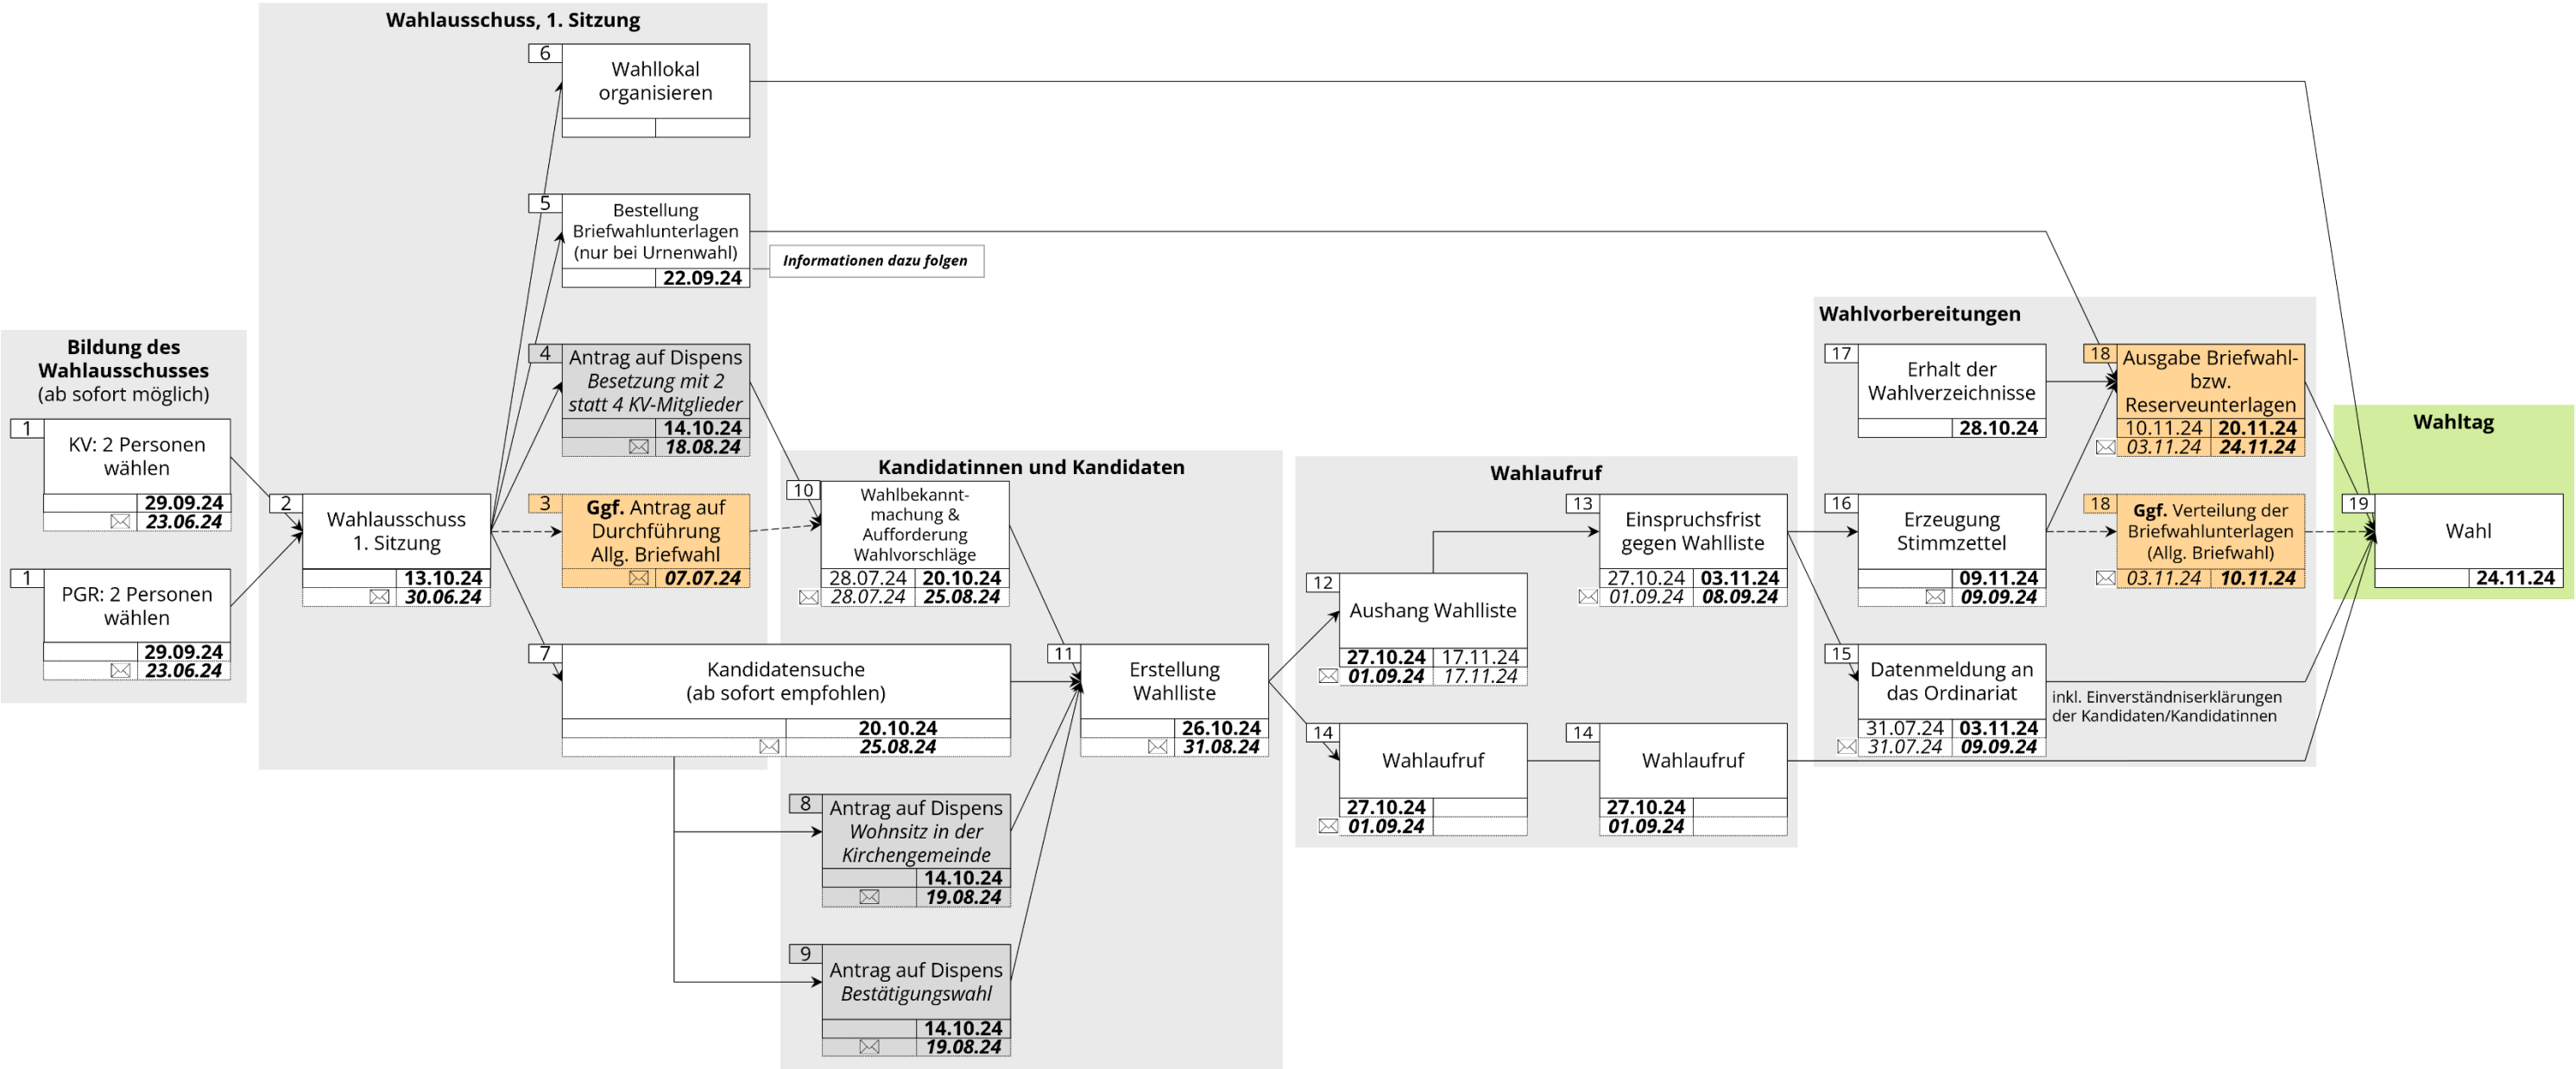 Bildung des
Wahlausschusses
(ab sofort möglich)
1
KV: 2 Personen
wählen
29.09.24
23.06.24
1
PGR: 2 Personen
wählen
29.09.24
23.06.24
Wahlausschuss, 1. Sitzung
2
Wahlausschuss
1. Sitzung
13.10.24
30.06.24
6
Wahllokal
organisieren
5
Bestellung
Briefwahlunterlagen
(nur bei Urnenwahl)
22.09.24
Informationen dazu folgen
4
Antrag auf Dispens
Besetzung mit 2
statt 4 KV-Mitglieder
14.10.24
18.08.24
3
Ggf. Antrag auf
Durchführung
Allg. Briefwahl
07.07.24
7
Kandidatensuche
(ab sofort empfohlen)
20.10.24
25.08.24
Kandidatinnen und Kandidaten
10
Wahlbekannt-
machung &
Aufforderung
Wahlvorschläge
28.07.24 20.10.24
28.07.24 25.08.24
11
Erstellung
Wahlliste
26.10.24
31.08.24
8
Antrag auf Dispens
Wohnsitz in der
Kirchengemeinde
14.10.24
19.08.24
9
Antrag auf Dispens
Bestätigungswahl
14.10.24
19.08.24
Wahlaufruf
12
Aushang Wahlliste
27.10.24 17.11.24
01.09.24 17.11.24
13
Einspruchsfrist
gegen Wahlliste
27.10.24 03.11.24
01.09.24 08.09.24
14
Wahlaufruf
27.10.24
01.09.24
14
Wahlaufruf
27.10.24
01.09.24
Wahlvorbereitungen
17
Erhalt der
Wahlverzeichnisse
28.10.24
18
Ausgabe Briefwahl-
bzw.
Reserveunterlagen
10.11.24 20.11.24
03.11.24 24.11.24
16
Erzeugung
Stimmzettel
09.11.24
09.09.24
18
Ggf. Verteilung der
Briefwahlunterlagen
(Allg. Briefwahl)
03.11.24 10.11.24
15
Datenmeldung an
das Ordinariat
31.07.24 03.11.24
31.07.24 09.09.24
inkl. Einverständniserklärungen
der Kandidaten/Kandidatinnen
Wahltag
19
Wahl
24.11.24